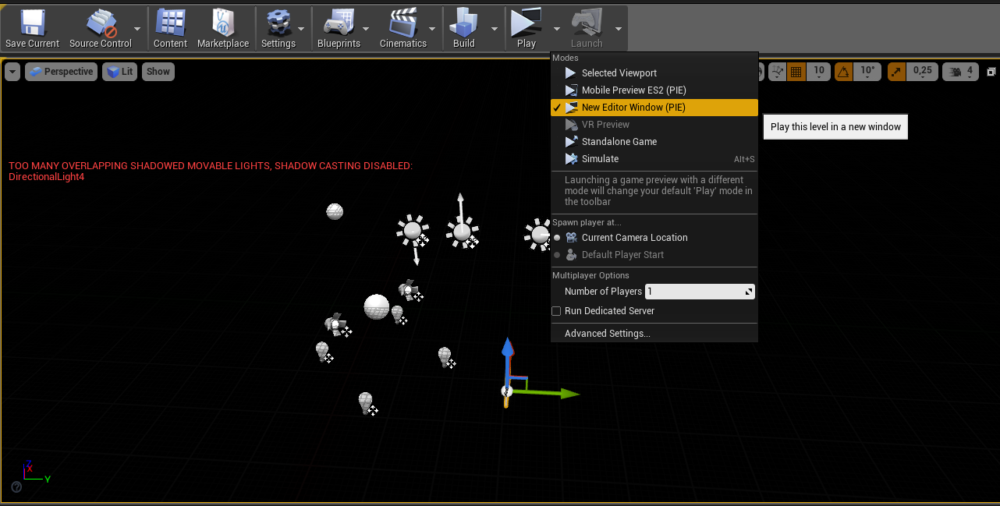 Save Current
Source Control
Content
Marketplace
Settings
Blueprints
Cinematics
Build
Play
Launch
Perspective
Lit
Show
10
10°
0,25
4
Modes
Selected Viewport
Mobile Preview ES2 (PIE)
New Editor Window (PIE)
VR Preview
Standalone Game
Simulate Alt+S
Launching a game preview with a different
mode will change your default 'Play' mode in
the toolbar
Spawn player at...
Current Camera Location
Default Player Start
Multiplayer Options
Number of Players 1
Run Dedicated Server
Advanced Settings...
Play this level in a new window
TOO MANY OVERLAPPING SHADOWED MOVABLE LIGHTS, SHADOW CASTING DISABLED:
DirectionalLight4
Z
X
Y
?